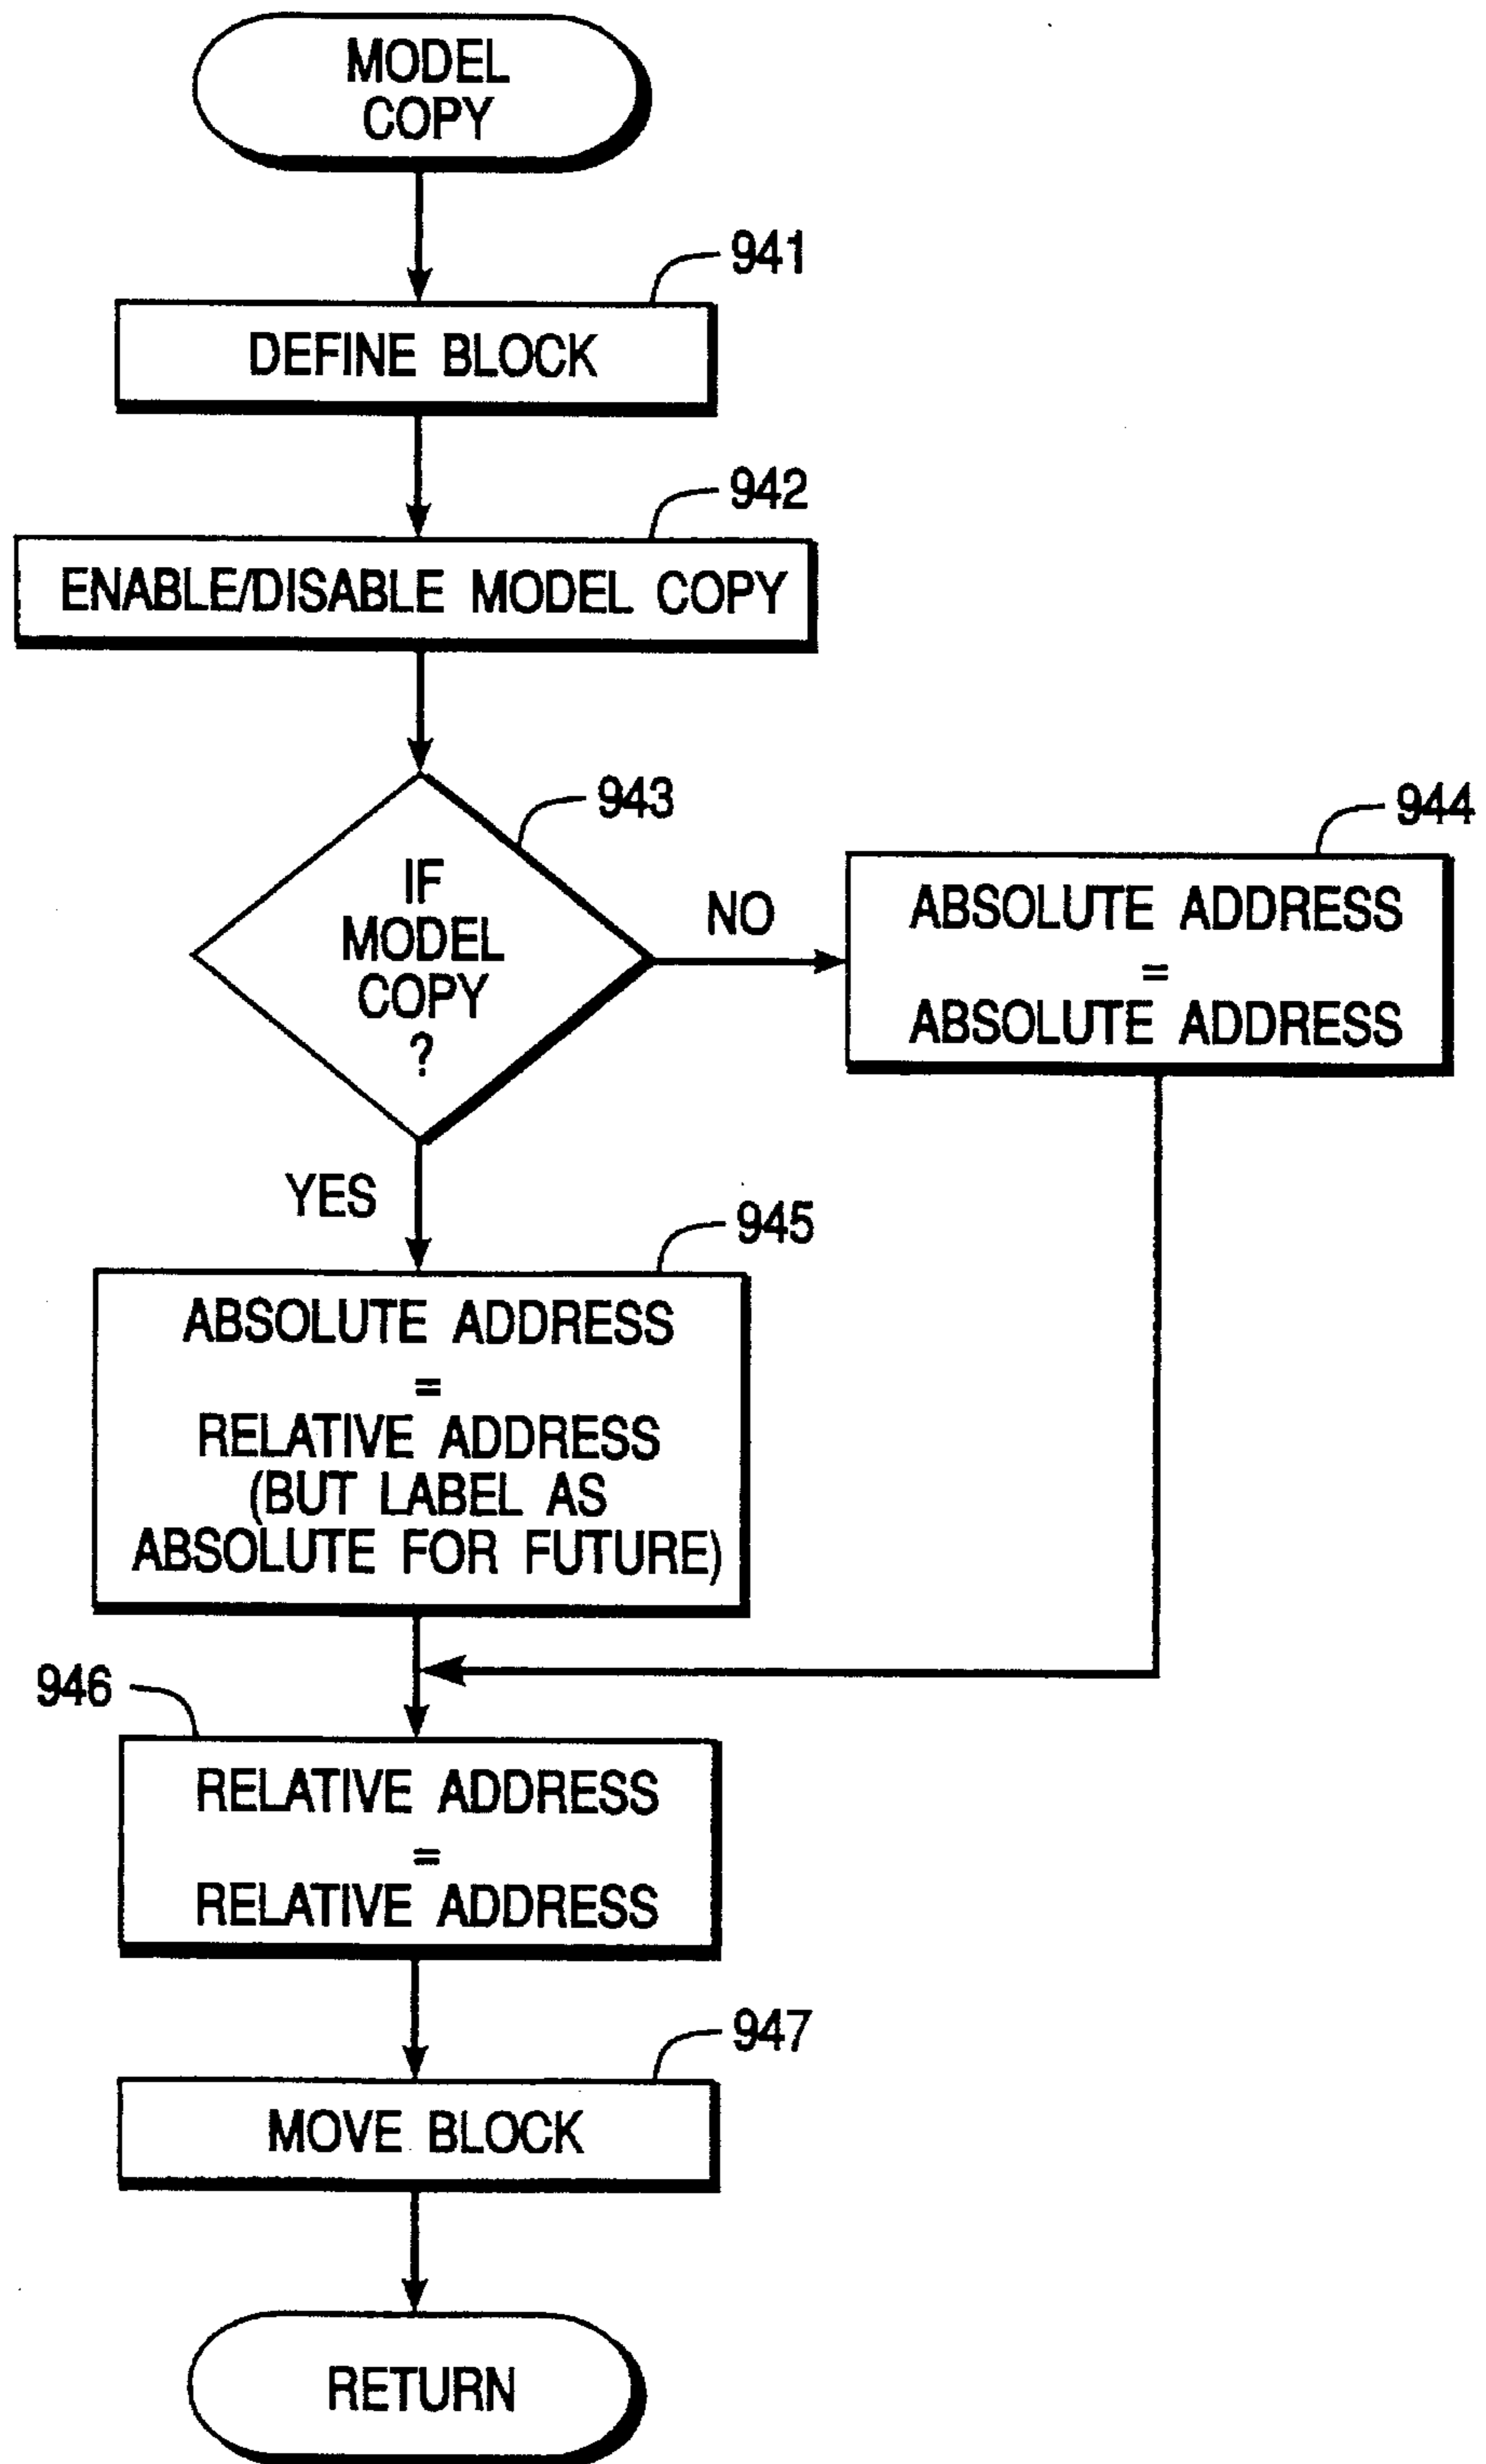 MODEL
COPY
941
DEFINE BLOCK
942
ENABLE/DISABLE MODEL COPY
943
IF
MODEL
COPY
?
NO
944
ABSOLUTE ADDRESS
=
ABSOLUTE ADDRESS
YES
945
ABSOLUTE ADDRESS
=
RELATIVE ADDRESS
(BUT LABEL AS
ABSOLUTE FOR FUTURE)
946
RELATIVE ADDRESS
=
RELATIVE ADDRESS
947
MOVE BLOCK
RETURN